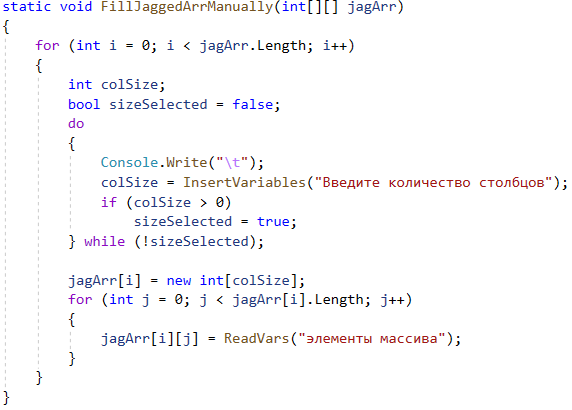 static void FillJaggedArrManually(int[][] jagArr)
{
    for (int i = 0; i < jagArr.Length; i++)
    {
        int colSize;
        bool sizeSelected = false;
        do
        {
            Console.Write("\t");
            colSize = InsertVariables("Введите количество столбцов");
            if (colSize > 0)
                sizeSelected = true;
        } while (!sizeSelected);

        jagArr[i] = new int[colSize];
        for (int j = 0; j < jagArr[i].Length; j++)
        {
            jagArr[i][j] = ReadVars("элементы массива");
        }
    }
}